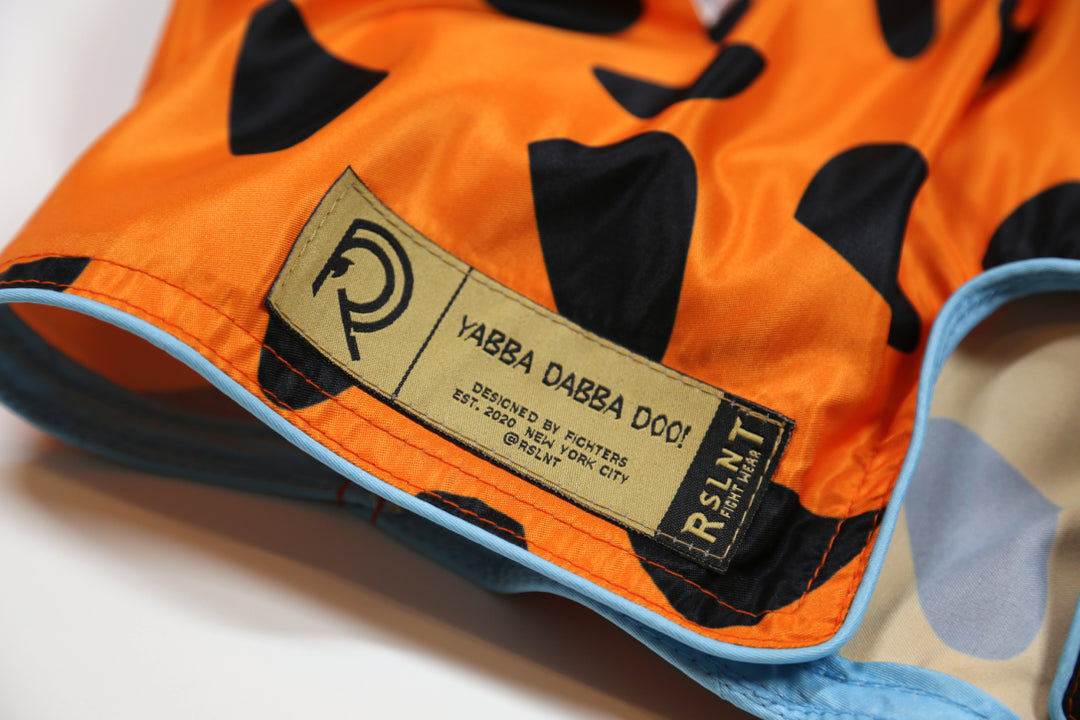 YABBA DABBA DOO!
DESIGNED BY FIGHTERS
EST. 2020 NEW YORK CITY
@RSLNT
RSLNT
FIGHT WEAR